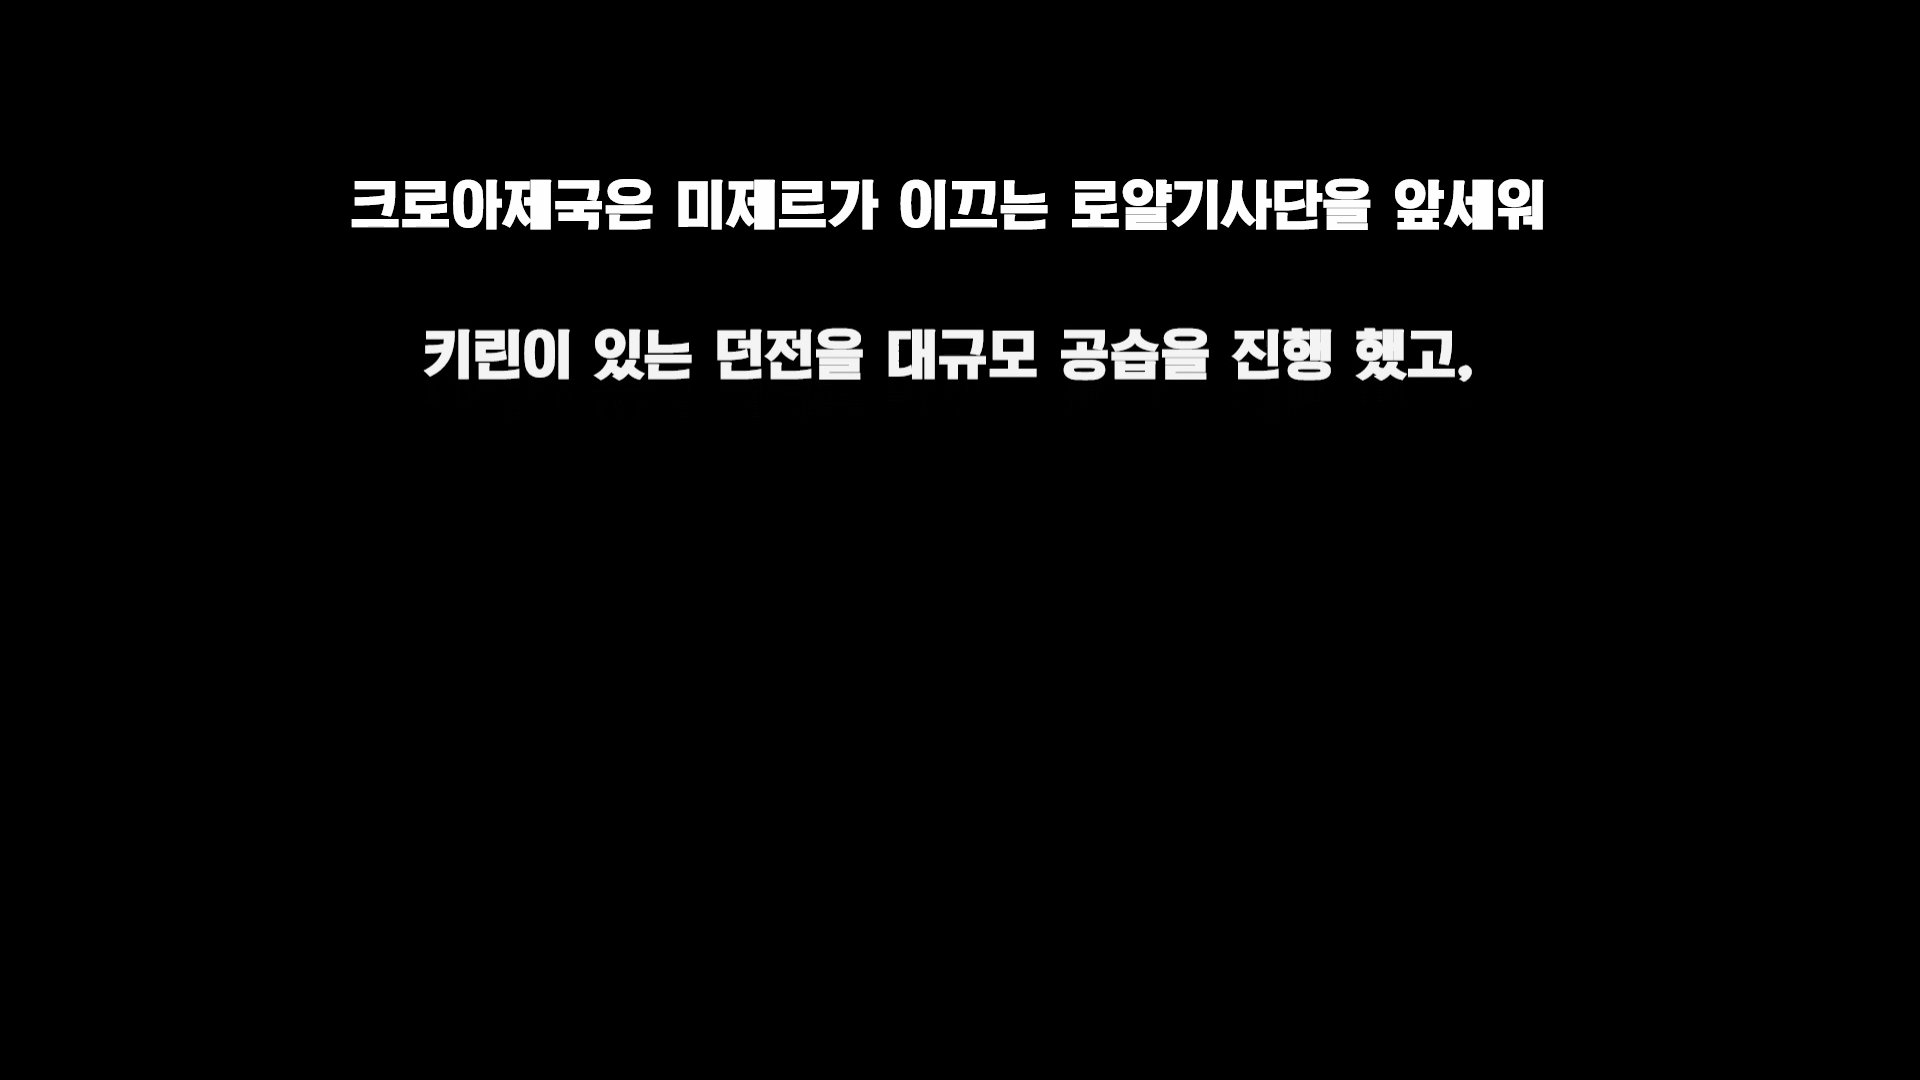 크로아제국은 미제르가 이끄는 로얄기사단을 앞세워
키린이 있는 던전을 대규모 공습을 진행 했고,